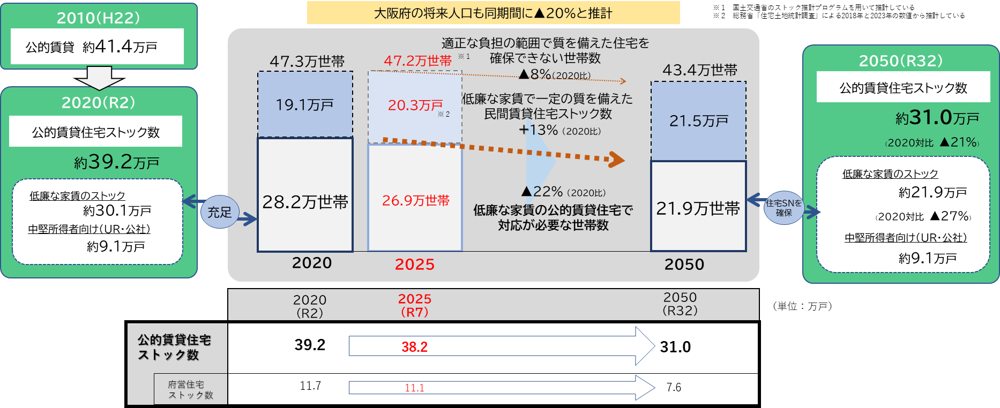 大阪府の将来人口も同期間に▲20%と推計
※1　国土交通省のストック推計プログラムを用いて推計している
※2　総務省「住宅土地統計調査」による2018年と2023年の数値から推計している
2010(H22)
公的賃貸　約41.4万戸
2020(R2)
公的賃貸住宅ストック数
約39.2万戸
低廉な家賃のストック
約30.1万戸
中堅所得者向け(UR・公社)
約9.1万戸
充足
47.3万世帯
19.1万戸
28.2万世帯
2020
47.2万世帯
※1
20.3万戸
※2
26.9万世帯
2025
適正な負担の範囲で質を備えた住宅を
確保できない世帯数
▲8%(2020比)
低廉な家賃で一定の質を備えた
民間賃貸住宅ストック数
+13%（2020比）
▲22%（2020比）
低廉な家賃の公的賃貸住宅で
対応が必要な世帯数
43.4万世帯
21.5万戸
21.9万世帯
2050
住宅SNを
確保
2050(R32)
公的賃貸住宅ストック数
約31.0万戸
（2020対比　▲21%）
低廉な家賃のストック
約21.9万戸
（2020対比　▲27%）
中堅所得者向け(UR・公社)
約9.1万戸
（単位：万戸）
2020
(R2)
2025
(R7)
2050
(R32)
公的賃貸住宅
ストック数
39.2
38.2
31.0
府営住宅
ストック数
11.7
11.1
7.6